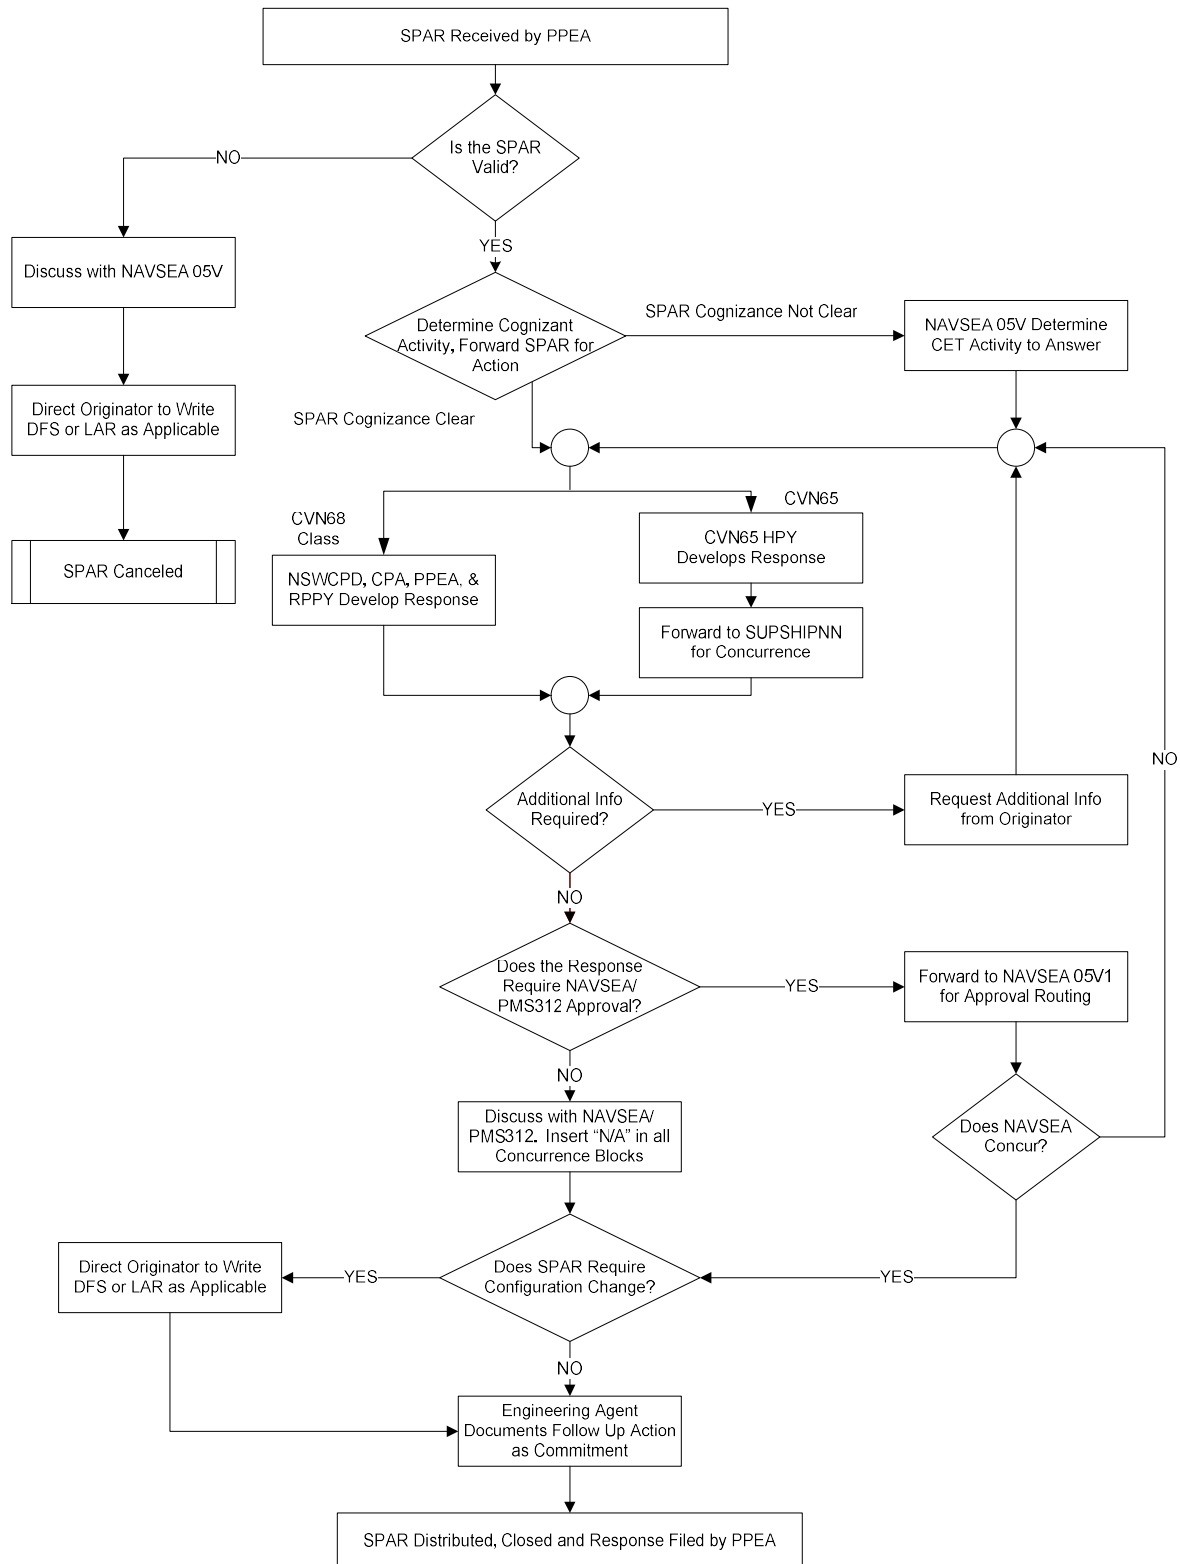 SPAR Received by PPEA
Is the SPAR
Valid?
NO
YES
Discuss with NAVSEA 05V
Determine Cognizant
Activity, Forward SPAR for
Action
SPAR Cognizance Not Clear
NAVSEA 05V Determine
CET Activity to Answer
Direct Originator to Write
DFS or LAR as Applicable
SPAR Cognizance Clear
SPAR Canceled
CVN68
Class
CVN65
NSWCPD, CPA, PPEA, &
RPPY Develop Response
CVN65 HPY
Develops Response
Forward to SUPSHIPNN
for Concurrence
Additional Info
Required?
YES
Request Additional Info
from Originator
NO
NO
Does the Response
Require NAVSEA/
PMS312 Approval?
YES
Forward to NAVSEA 05V1
for Approval Routing
NO
Discuss with NAVSEA/
PMS312. Insert “N/A” in all
Concurrence Blocks
Does NAVSEA
Concur?
Direct Originator to Write
DFS or LAR as Applicable
YES
Does SPAR Require
Configuration Change?
YES
NO
Engineering Agent
Documents Follow Up Action
as Commitment
SPAR Distributed, Closed and Response Filed by PPEA